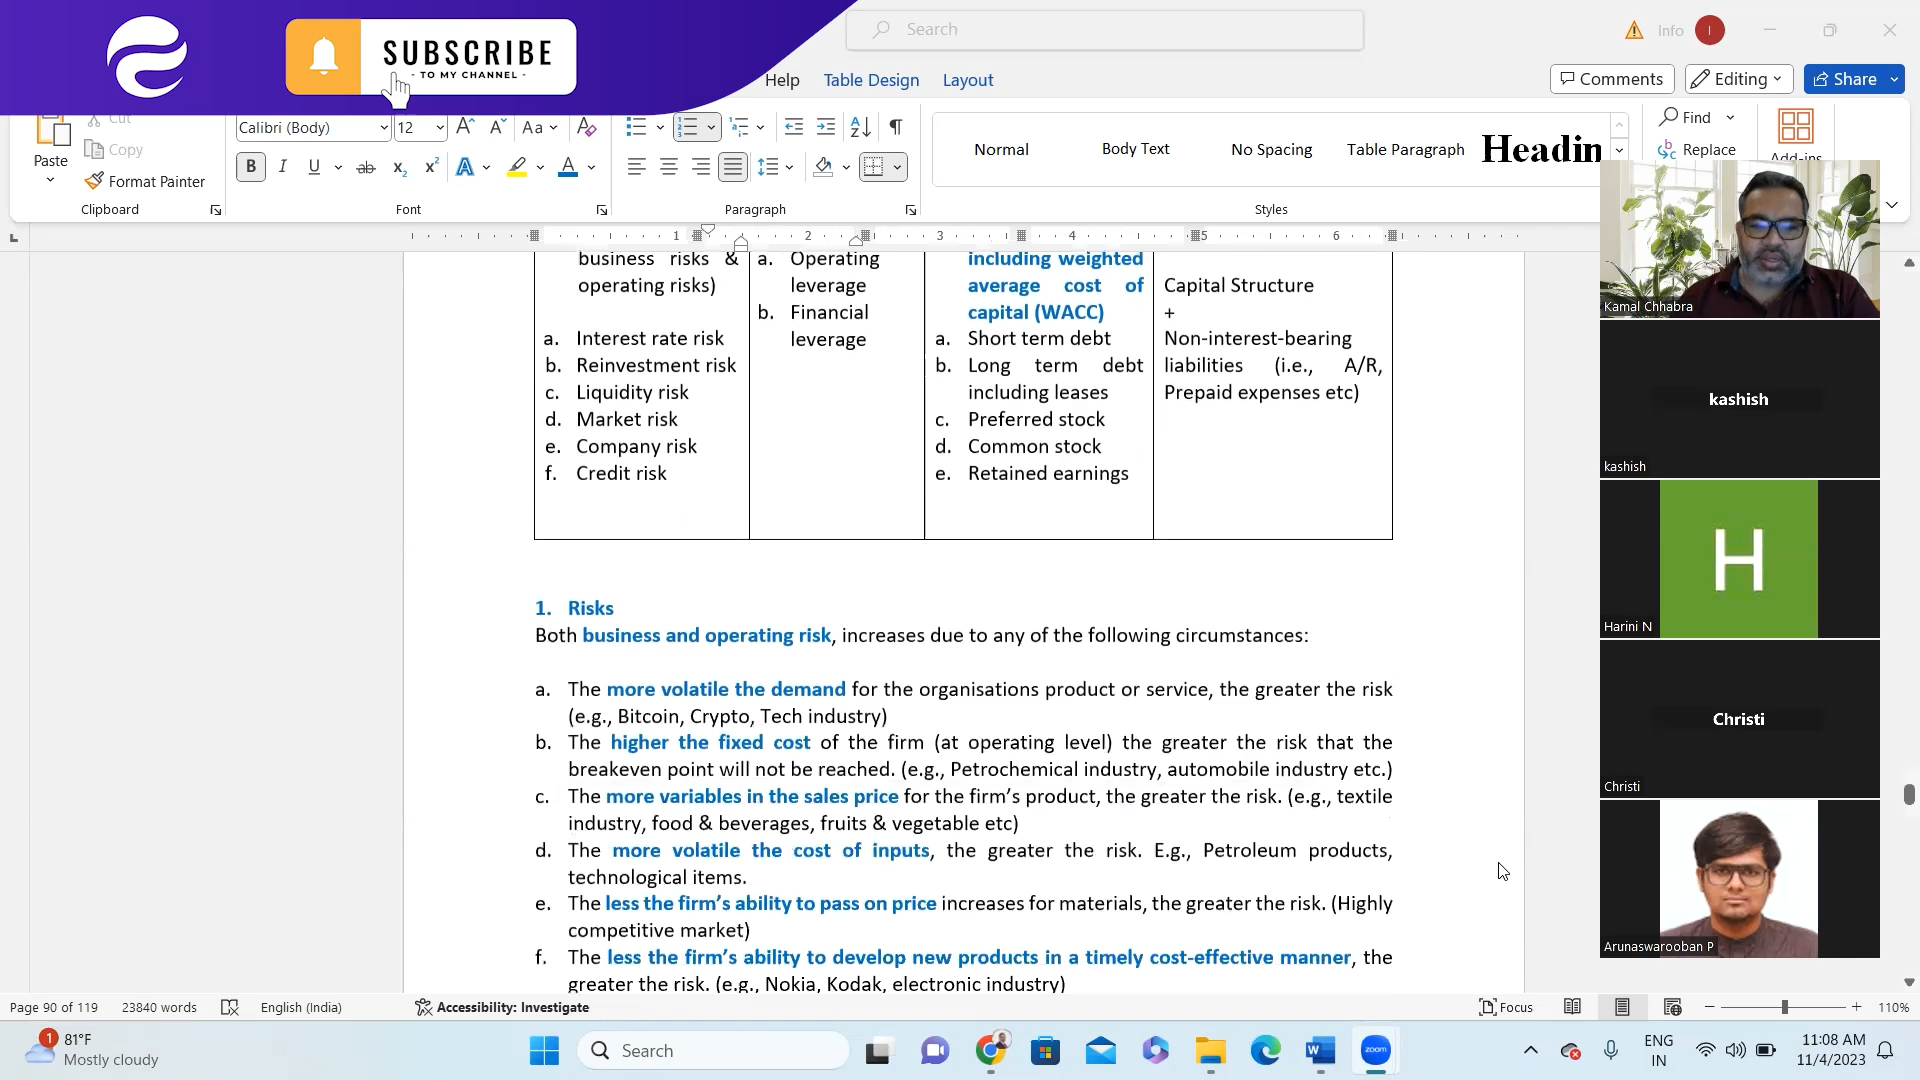 SUBSCRIBE
- TO MY CHANNEL -
Search
Info
I
Help
Table Design
Layout
Comments
Editing
Share
Paste
Cut
Copy
Format Painter
Clipboard
Calibri (Body)
12
Font
Paragraph
Normal
Body Text
No Spacing
Table Paragraph
Headin
Styles
Find
Replace
Add-ins
1 2 3 4 5 6
business risks &
operating risks)
a. Interest rate risk
b. Reinvestment risk
c. Liquidity risk
d. Market risk
e. Company risk
f. Credit risk
a. Operating
leverage
b. Financial
leverage
including weighted
average cost of
capital (WACC)
a. Short term debt
b. Long term debt
including leases
c. Preferred stock
d. Common stock
e. Retained earnings
Capital Structure
+
Non-interest-bearing
liabilities (i.e., A/R,
Prepaid expenses etc)
1. Risks
Both business and operating risk, increases due to any of the following circumstances:
a. The more volatile the demand for the organisations product or service, the greater the risk
(e.g., Bitcoin, Crypto, Tech industry)
b. The higher the fixed cost of the firm (at operating level) the greater the risk that the
breakeven point will not be reached. (e.g., Petrochemical industry, automobile industry etc.)
c. The more variables in the sales price for the firm’s product, the greater the risk. (e.g., textile
industry, food & beverages, fruits & vegetable etc)
d. The more volatile the cost of inputs, the greater the risk. E.g., Petroleum products,
technological items.
e. The less the firm’s ability to pass on price increases for materials, the greater the risk. (Highly
competitive market)
f. The less the firm’s ability to develop new products in a timely cost-effective manner, the
greater the risk. (e.g., Nokia, Kodak, electronic industry)
Kamal Chhabra
kashish
kashish
H
Harini N
Christi
Christi
Arunaswarooban P
Page 90 of 119
23840 words
English (India)
Accessibility: Investigate
Focus
110%
1
81°F
Mostly cloudy
Search
zoom
ENG
IN
11:08 AM
11/4/2023